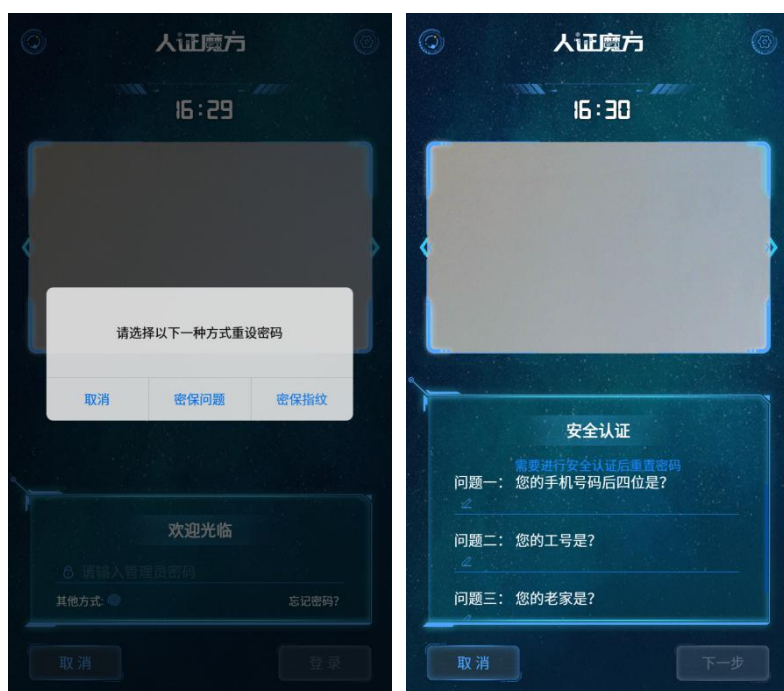 人证魔方
16:29
请选择以下一种方式重设密码
取消 密保问题 密保指纹
欢迎光临
请输入管理员密码
其他方式: 忘记密码?
取消 登录
人证魔方
16:30
安全认证
需要进行安全认证后重置密码
问题一: 您的手机号码后四位是?
问题二: 您的工号是?
问题三: 您的老家是?
取消 下一步